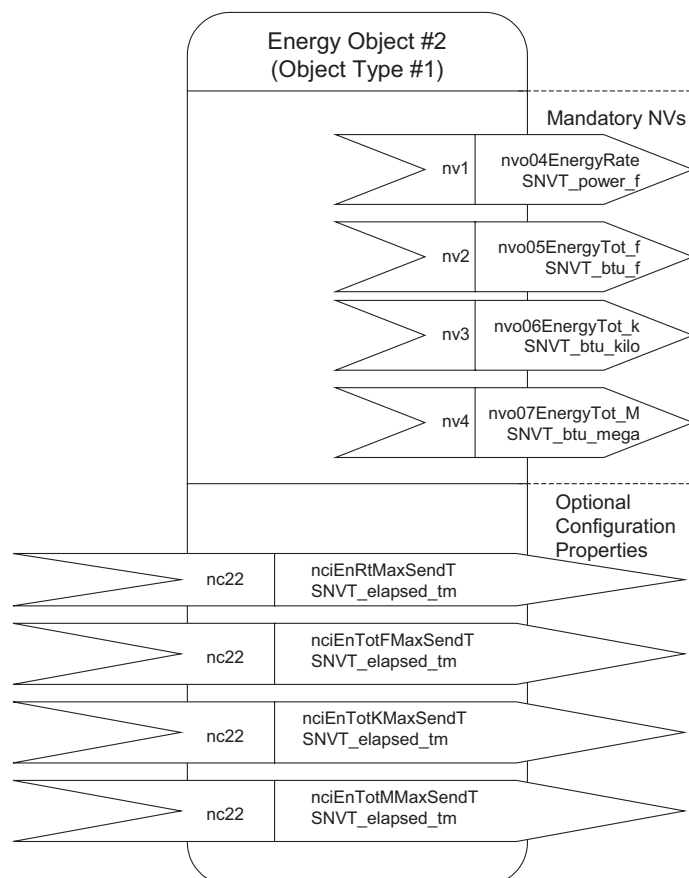 Energy Object #2
(Object Type #1)
Mandatory NVs
nv1
nvo04EnergyRate
SNVT_power_f
nv2
nvo05EnergyTot_f
SNVT_btu_f
nv3
nvo06EnergyTot_k
SNVT_btu_kilo
nv4
nvo07EnergyTot_M
SNVT_btu_mega
Optional
Configuration
Properties
nc22
nciEnRtMaxSendT
SNVT_elapsed_tm
nc22
nciEnTotFMaxSendT
SNVT_elapsed_tm
nc22
nciEnTotKMaxSendT
SNVT_elapsed_tm
nc22
nciEnTotMMaxSendT
SNVT_elapsed_tm